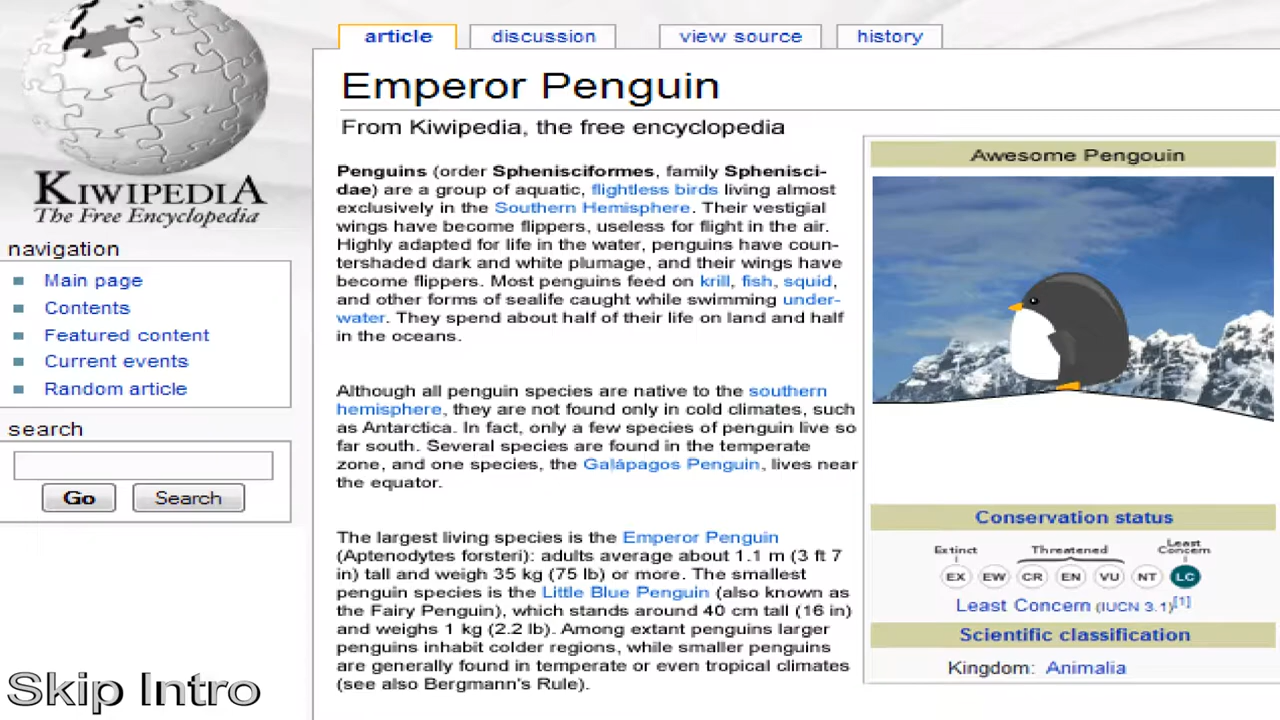 KIWIPEDIA
The Free Encyclopedia
navigation
Main page
Contents
Featured content
Current events
Random article
search
Go Search
Skip Intro
article discussion view source history
Emperor Penguin
From Kiwipedia, the free encyclopedia
Penguins (order Sphenisciformes, family Sphenisci-
dae) are a group of aquatic, flightless birds living almost
exclusively in the Southern Hemisphere. Their vestigial
wings have become flippers, useless for flight in the air.
Highly adapted for life in the water, penguins have coun-
tershaded dark and white plumage, and their wings have
become flippers. Most penguins feed on krill, fish, squid,
and other forms of sealife caught while swimming under-
water. They spend about half of their life on land and half
in the oceans.
Although all penguin species are native to the southern
hemisphere, they are not found only in cold climates, such
as Antarctica. In fact, only a few species of penguin live so
far south. Several species are found in the temperate
zone, and one species, the Galápagos Penguin, lives near
the equator.
The largest living species is the Emperor Penguin
(Aptenodytes forsteri): adults average about 1.1 m (3 ft 7
in) tall and weigh 35 kg (75 lb) or more. The smallest
penguin species is the Little Blue Penguin (also known as
the Fairy Penguin), which stands around 40 cm tall (16 in)
and weighs 1 kg (2.2 lb). Among extant penguins larger
penguins inhabit colder regions, while smaller penguins
are generally found in temperate or even tropical climates
(see also Bergmann's Rule).
Awesome Pengouin
Conservation status
Extinct Threatened Least Concern
EX EW CR EN VU NT LC
Least Concern (IUCN 3.1)[1]
Scientific classification
Kingdom: Animalia